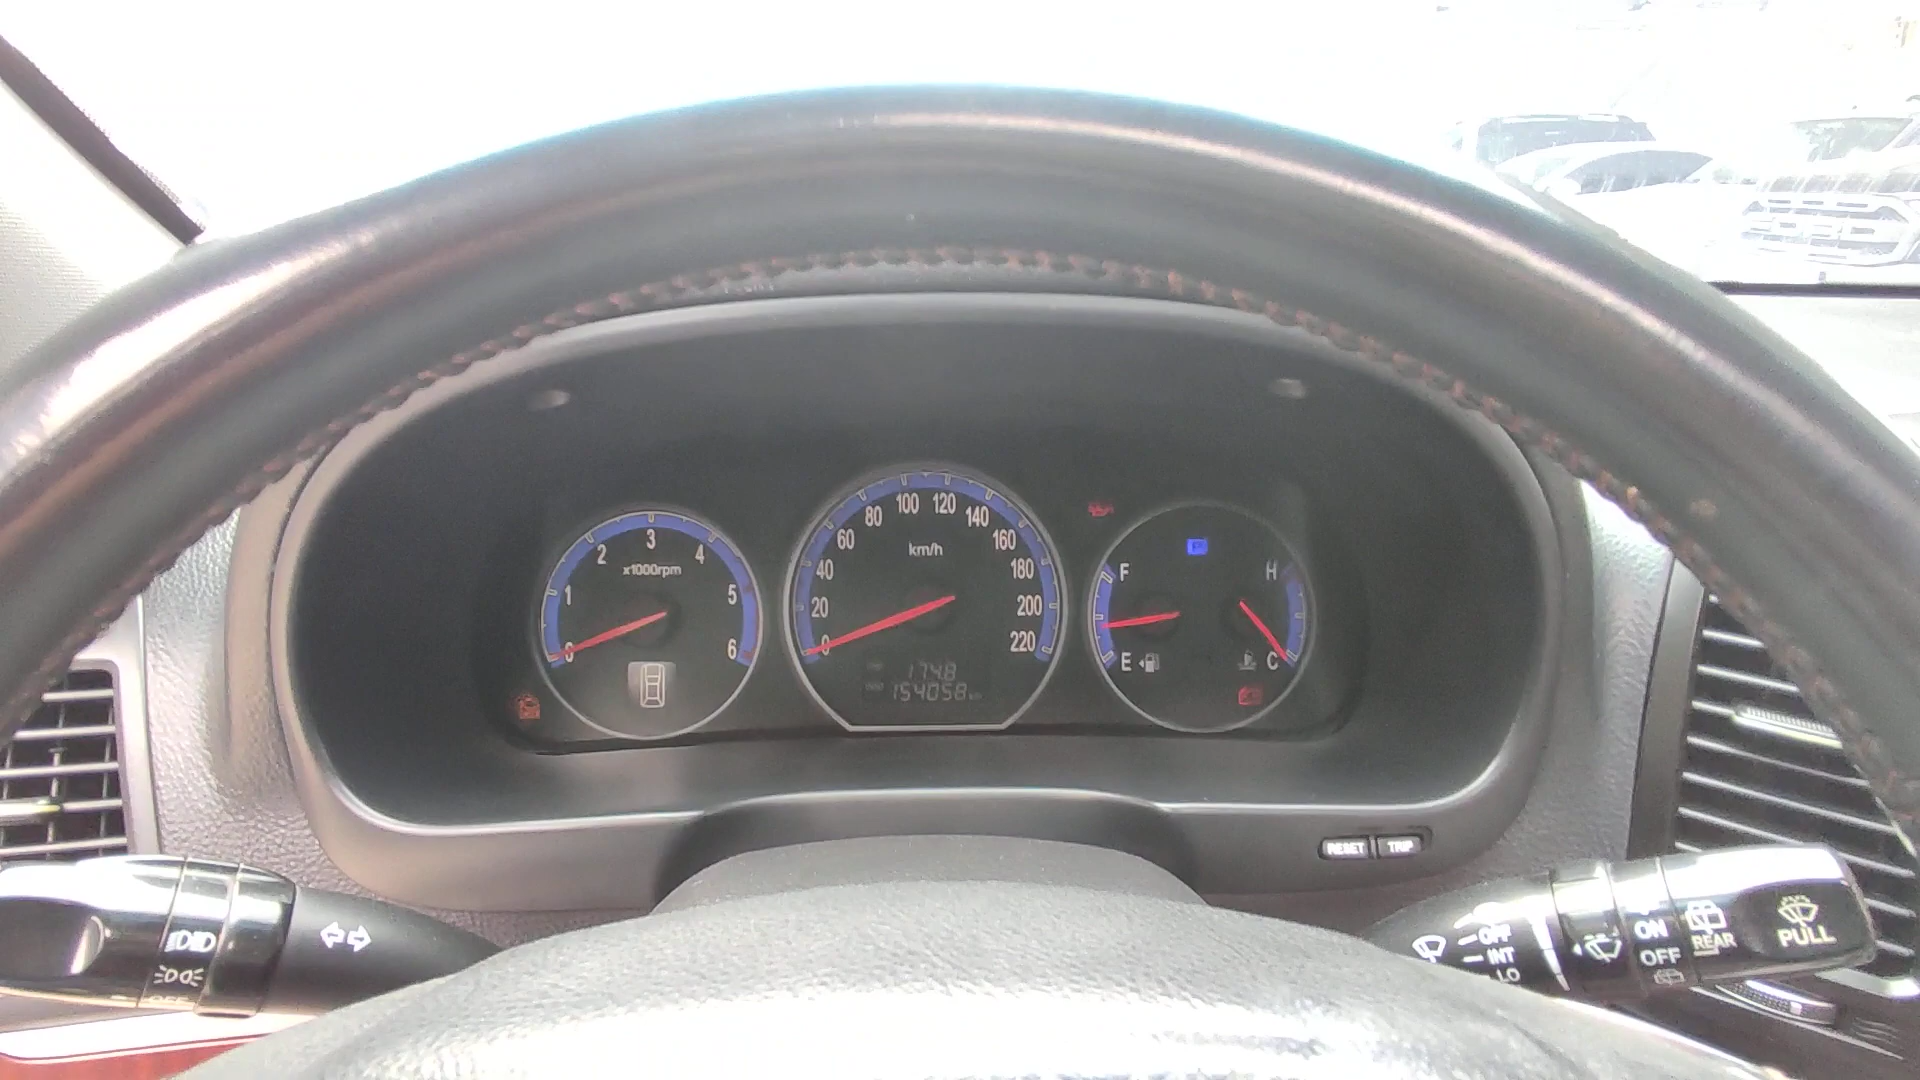 1
2
3
4
5
6
x1000rpm
0
20
40
60
80
100
120
140
160
180
200
220
km/h
174.8
154058
F
E
H
C
P
RESET TRIP
OFF
INT
LO
ON
OFF
REAR
PULL